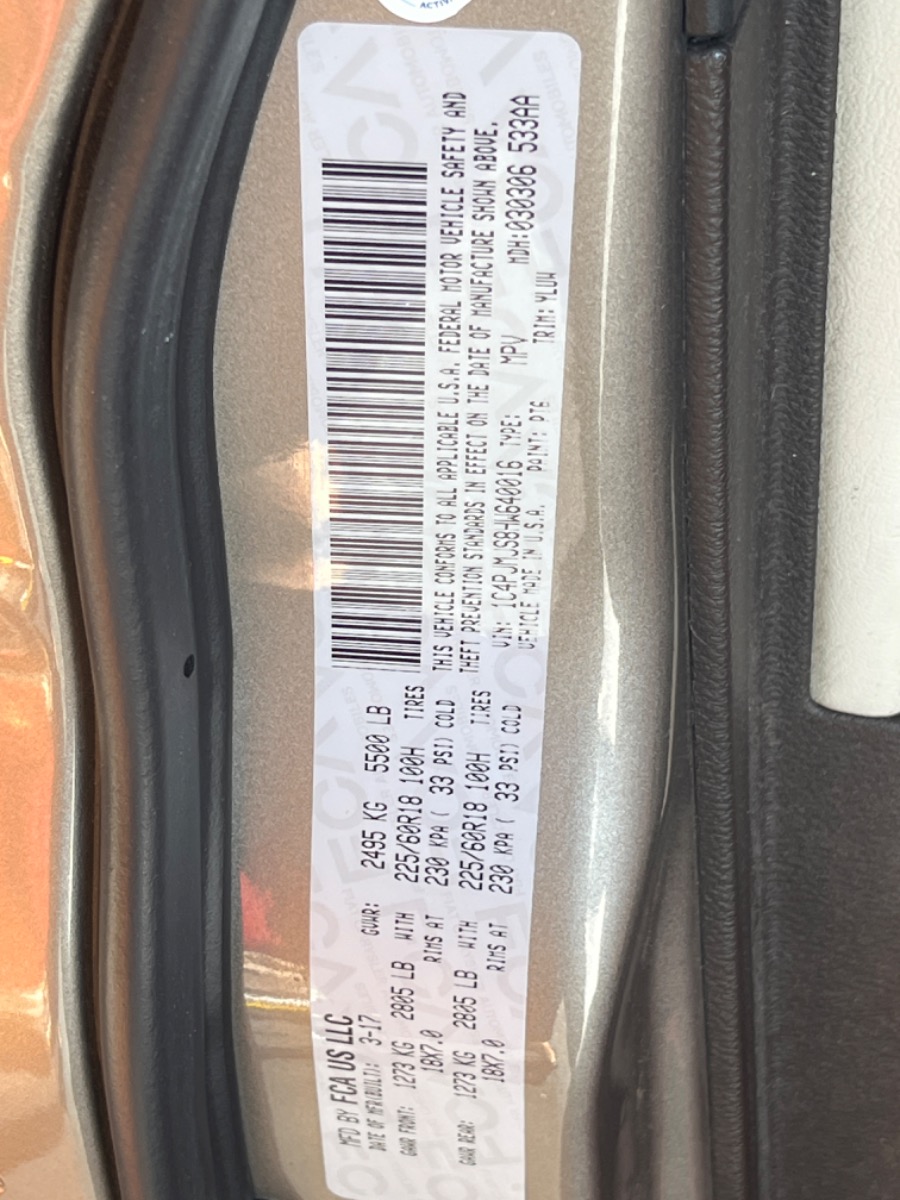 MFD BY FCA US LLC
DATE OF MFR(BUILT): 3-17 GVWR: 2495 KG 5500 LB
GAWR FRONT: 1273 KG 2805 LB WITH 225/60R18 100H TIRES
18X7.0 RIMS AT 230 KPA ( 33 PSI) COLD
GAWR REAR: 1273 KG 2805 LB WITH 225/60R18 100H TIRES
18X7.0 RIMS AT 230 KPA ( 33 PSI) COLD
THIS VEHICLE CONFORMS TO ALL APPLICABLE U.S.A. FEDERAL MOTOR VEHICLE SAFETY AND
THEFT PREVENTION STANDARDS IN EFFECT ON THE DATE OF MANUFACTURE SHOWN ABOVE.
VIN: 1C4PJMJS8HW640016 TYPE: MPV MDH:030306 533AA
VEHICLE MADE IN U.S.A. PAINT: PTG TRIM: YLUW